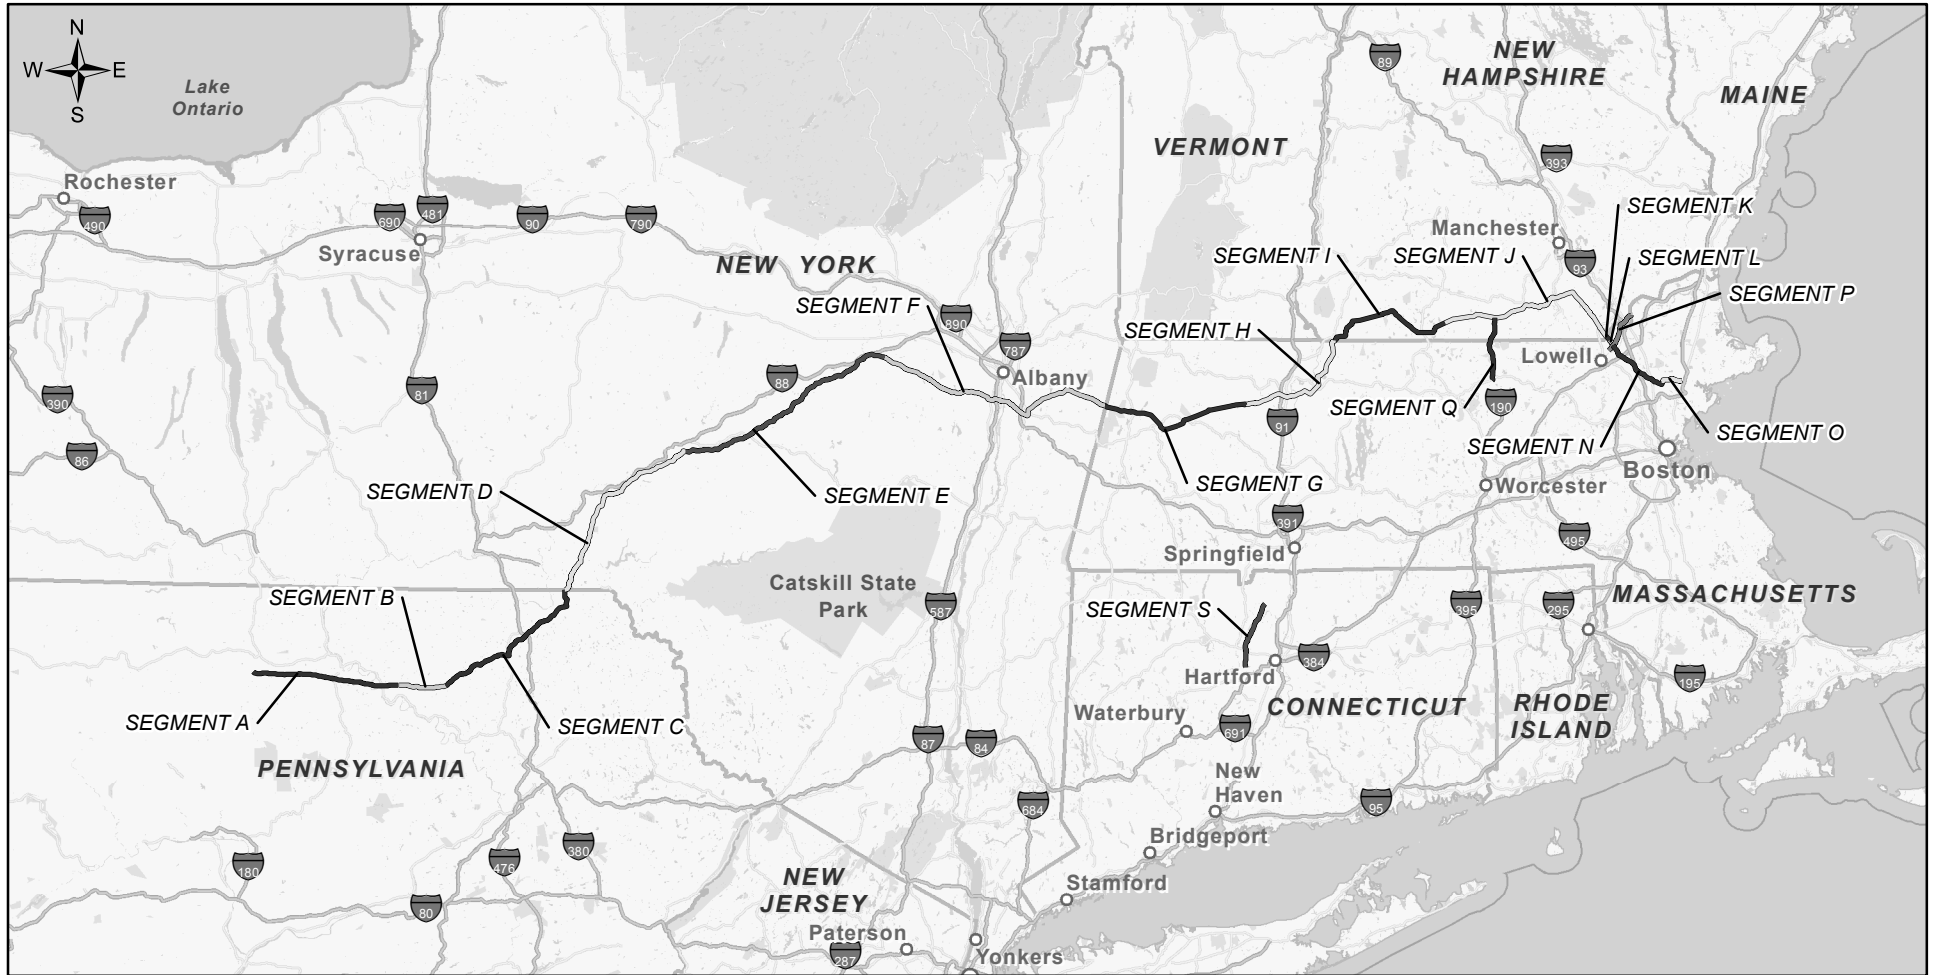 N
W E
S
Lake
Ontario
NEW
HAMPSHIRE
MAINE
VERMONT
89
393
Rochester
490
690
481
90
790
Syracuse
NEW YORK
SEGMENT K
Manchester
SEGMENT I
SEGMENT J
93
SEGMENT L
SEGMENT P
SEGMENT F
890
SEGMENT H
787
Lowell
Albany
88
81
390
SEGMENT Q
190
91
SEGMENT N
SEGMENT O
Boston
86
SEGMENT D
SEGMENT E
SEGMENT G
Worcester
391
495
Springfield
Catskill State
Park
587
SEGMENT B
SEGMENT S
395
295
MASSACHUSETTS
Hartford
384
195
SEGMENT A
SEGMENT C
CONNECTICUT
RHODE
ISLAND
Waterbury
691
87
84
PENNSYLVANIA
New
Haven
684
95
Bridgeport
380
476
180
NEW
JERSEY
Stamford
80
Paterson
287
Yonkers